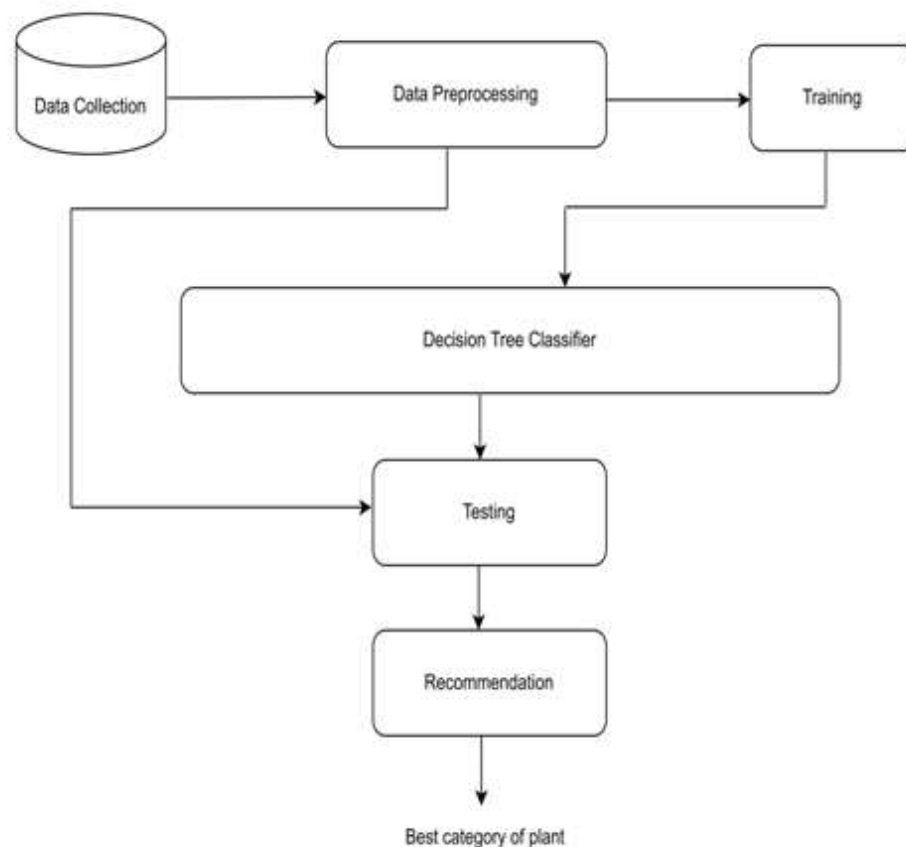 Data Collection
Data Preprocessing
Training
Decision Tree Classifier
Testing
Recommendation
Best category of plant